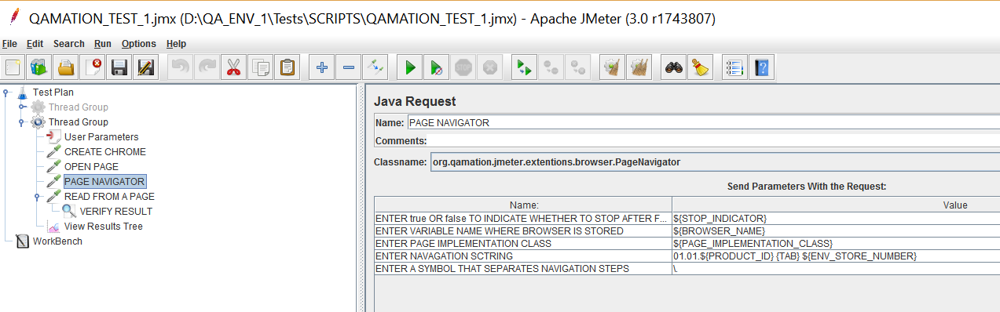 QAMATION_TEST_1.jmx (D:\QA_ENV_1\Tests\SCRIPTS\QAMATION_TEST_1.jmx) - Apache JMeter (3.0 r1743807)
File Edit Search Run Options Help
STOP
Test Plan
Thread Group
Thread Group
User Parameters
CREATE CHROME
OPEN PAGE
PAGE NAVIGATOR
READ FROM A PAGE
VERIFY RESULT
View Results Tree
WorkBench
Java Request
Name: PAGE NAVIGATOR
Comments:
Classname: org.qamation.jmeter.extentions.browser.PageNavigator
Send Parameters With the Request:
Name: Value
ENTER true OR false TO INDICATE WHETHER TO STOP AFTER F... ${STOP_INDICATOR}
ENTER VARIABLE NAME WHERE BROWSER IS STORED ${BROWSER_NAME}
ENTER PAGE IMPLEMENTATION CLASS ${PAGE_IMPLEMENTATION_CLASS}
ENTER NAVAGATION SCTRING 01.01.${PRODUCT_ID} {TAB} ${ENV_STORE_NUMBER}
ENTER A SYMBOL THAT SEPARATES NAVIGATION STEPS \.